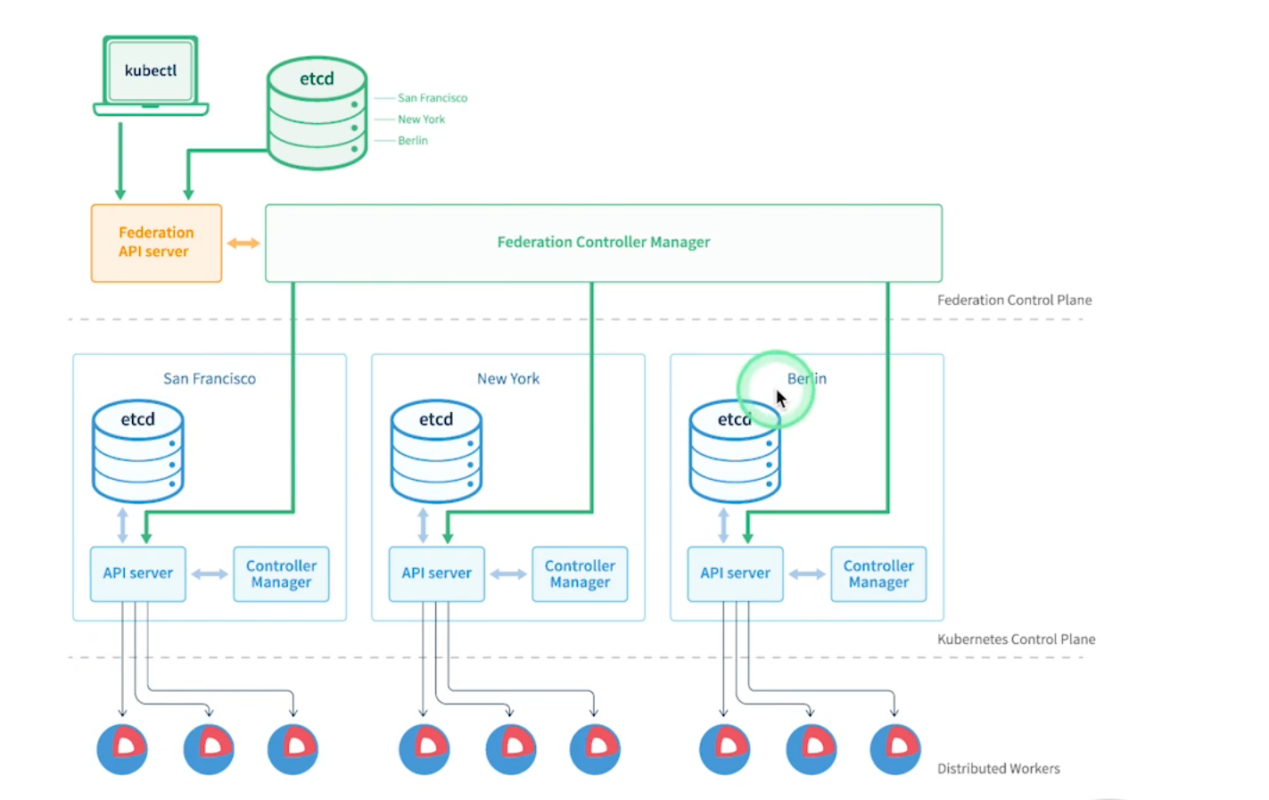 kubectl
etcd
San Francisco
New York
Berlin
Federation
API server
Federation Controller Manager
Federation Control Plane
San Francisco
New York
Berlin
etcd
etcd
etcd
API server
Controller
Manager
API server
Controller
Manager
API server
Controller
Manager
Kubernetes Control Plane
Distributed Workers